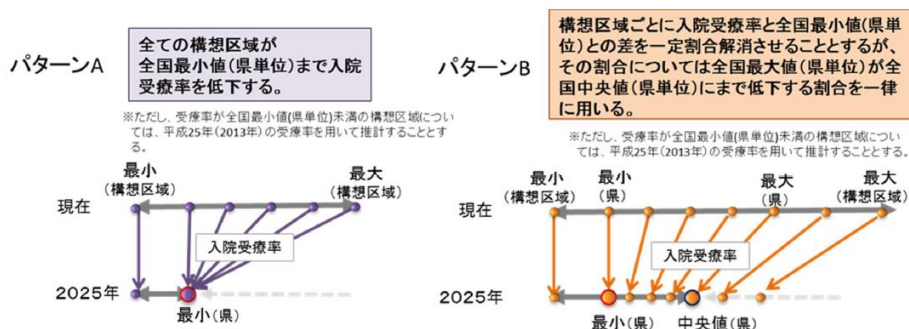 パターンA
全ての構想区域が
全国最小値(県単位)まで入院
受療率を低下する。
※ただし、受療率が全国最小値(県単位)未満の構想区域につい
ては、平成25年(2013年)の受療率を用いて推計することとす
る。
最小
(構想区域)
最大
(構想区域)
現在
入院受療率
2025年
最小(県)
パターンB
構想区域ごとに入院受療率と全国最小値(県単
位)との差を一定割合解消させることとするが、
その割合については全国最大値(県単位)が全
国中央値(県単位)にまで低下する割合を一律
に用いる。
※ただし、受療率が全国最小値(県単位)未満の構想区域につい
ては、平成25年(2013年)の受療率を用いて推計することとする。
最小
(構想区域)
最小
(県)
最大
(県)
最大
(構想区域)
現在
入院受療率
2025年
最小(県)
中央値(県)